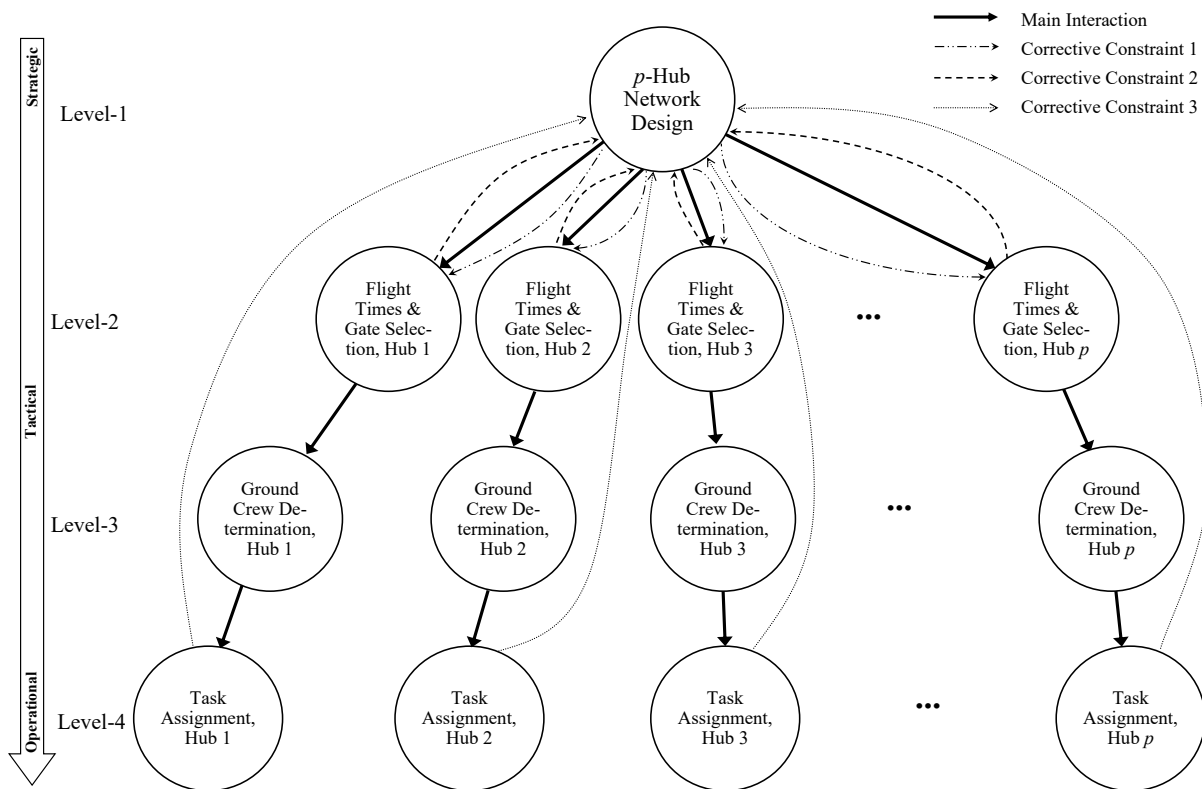 Main Interaction
Corrective Constraint 1
Corrective Constraint 2
Corrective Constraint 3
Strategic
Tactical
Operational
Level-1
p-Hub
Network
Design
Level-2
Flight
Times &
Gate Selec-
tion, Hub 1
Flight
Times &
Gate Selec-
tion, Hub 2
Flight
Times &
Gate Selec-
tion, Hub 3
...
Flight
Times &
Gate Selec-
tion, Hub p
Level-3
Ground
Crew De-
termination,
Hub 1
Ground
Crew De-
termination,
Hub 2
Ground
Crew De-
termination,
Hub 3
...
Ground
Crew De-
termination,
Hub p
Level-4
Task
Assignment,
Hub 1
Task
Assignment,
Hub 2
Task
Assignment,
Hub 3
...
Task
Assignment,
Hub p